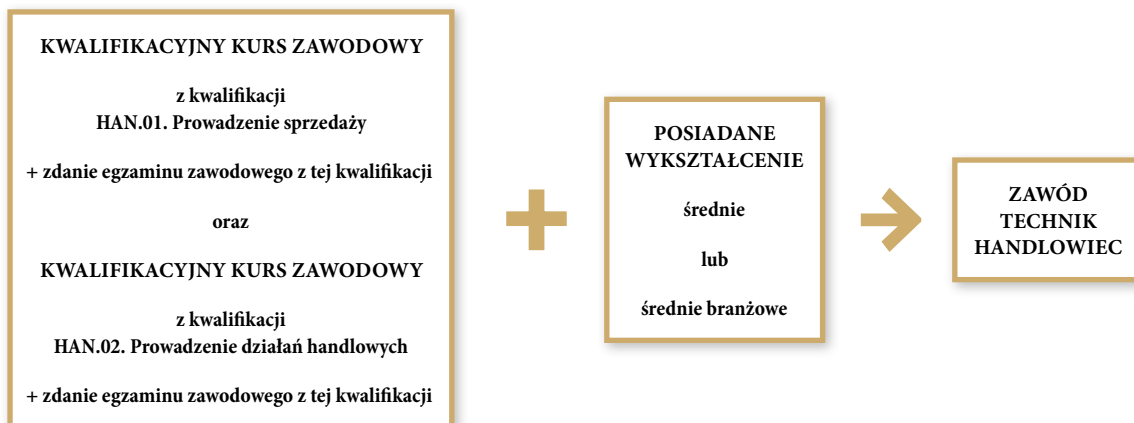 KWALIFIKACYJNY KURS ZAWODOWY
z kwalifikacji
HAN.01. Prowadzenie sprzedaży
+ zdanie egzaminu zawodowego z tej kwalifikacji
oraz
KWALIFIKACYJNY KURS ZAWODOWY
z kwalifikacji
HAN.02. Prowadzenie działań handlowych
+ zdanie egzaminu zawodowego z tej kwalifikacji
POSIADANE
WYKSZTAŁCENIE
średnie
lub
średnie branżowe
ZAWÓD
TECHNIK
HANDLOWIEC